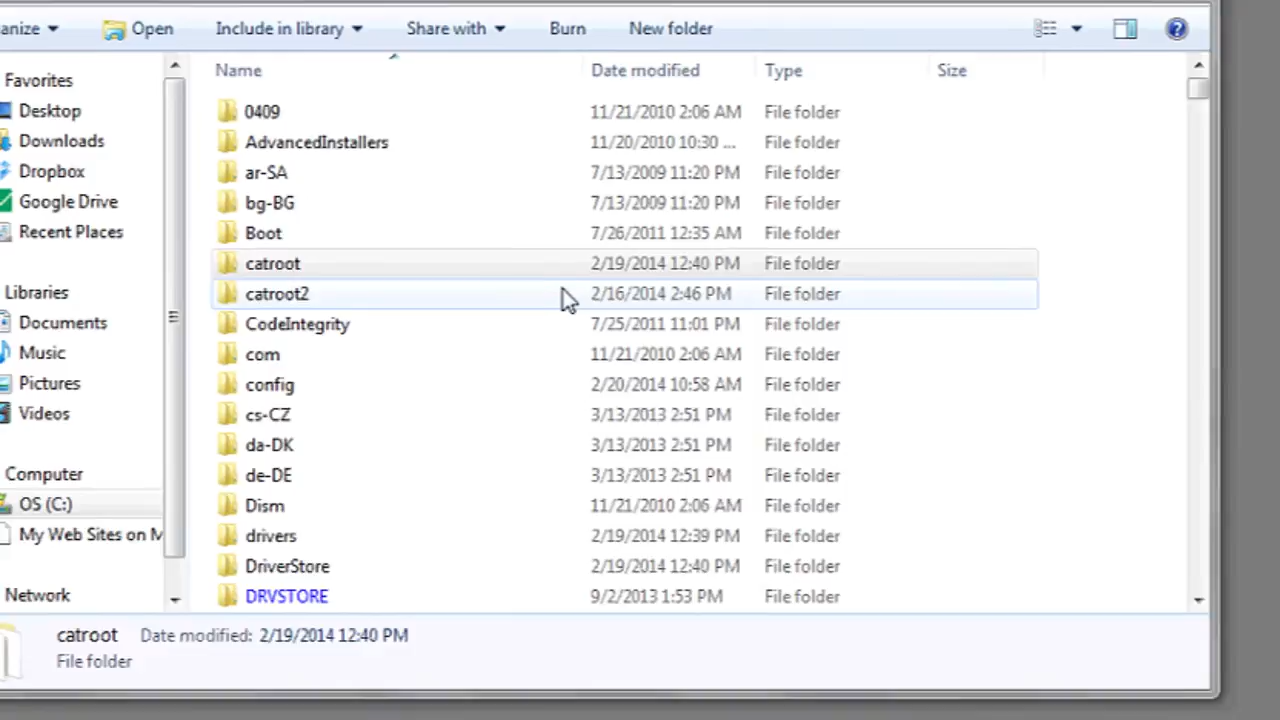 anize Open Include in library Share with Burn New folder
Name Date modified Type Size
Favorites
Desktop
Downloads
Dropbox
Google Drive
Recent Places
Libraries
Documents
Music
Pictures
Videos
Computer
OS (C:)
My Web Sites on M
Network
0409 11/21/2010 2:06 AM File folder
AdvancedInstallers 11/20/2010 10:30 ... File folder
ar-SA 7/13/2009 11:20 PM File folder
bg-BG 7/13/2009 11:20 PM File folder
Boot 7/26/2011 12:35 AM File folder
catroot 2/19/2014 12:40 PM File folder
catroot2 2/16/2014 2:46 PM File folder
CodeIntegrity 7/25/2011 11:01 PM File folder
com 11/21/2010 2:06 AM File folder
config 2/20/2014 10:58 AM File folder
cs-CZ 3/13/2013 2:51 PM File folder
da-DK 3/13/2013 2:51 PM File folder
de-DE 3/13/2013 2:51 PM File folder
Dism 11/21/2010 2:06 AM File folder
drivers 2/19/2014 12:39 PM File folder
DriverStore 2/19/2014 12:40 PM File folder
DRVSTORE 9/2/2013 1:53 PM File folder
catroot Date modified: 2/19/2014 12:40 PM
File folder